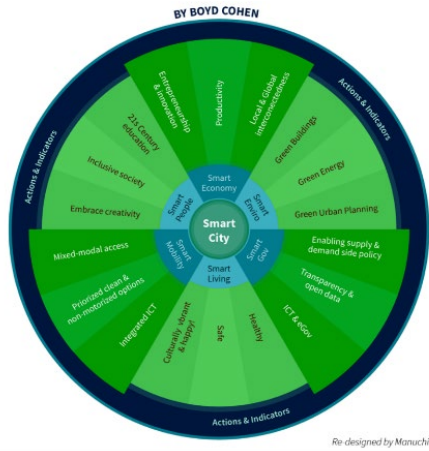 BY BOYD COHEN
Actions & Indicators
Actions & Indicators
Entrepreneurship
& innovation
Productivity
Local & Global
interconnectedness
21s Century
education
Green Buildings
Inclusive society
Green Energy
Embrace creativity
Green Urban Planning
Smart
Economy
Smart
People
Smart
Enviro
Smart
City
Smart
Mobility
Smart
Gov
Smart
Living
Mixed-modal access
Enabling supply &
demand side policy
Priorized clean &
non-motorized options
Transparency &
open data
Integrated ICT
ICT & eGov
Culturally vibrant
& happy!
Safe
Healthy
Actions & Indicators
Re-designed by Manuchi